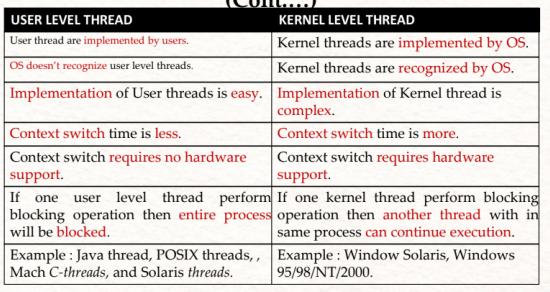 (Cont.…)
USER LEVEL THREAD KERNEL LEVEL THREAD
User thread are implemented by users. Kernel threads are implemented by OS.
OS doesn't recognize user level threads. Kernel threads are recognized by OS.
Implementation of User threads is easy. Implementation of Kernel thread is
complex.
Context switch time is less. Context switch time is more.
Context switch requires no hardware
support.
Context switch requires hardware
support.
If one user level thread perform
blocking operation then entire process
will be blocked.
If one kernel thread perform blocking
operation then another thread with in
same process can continue execution.
Example : Java thread, POSIX threads, ,
Mach C-threads, and Solaris threads.
Example : Window Solaris, Windows
95/98/NT/2000.